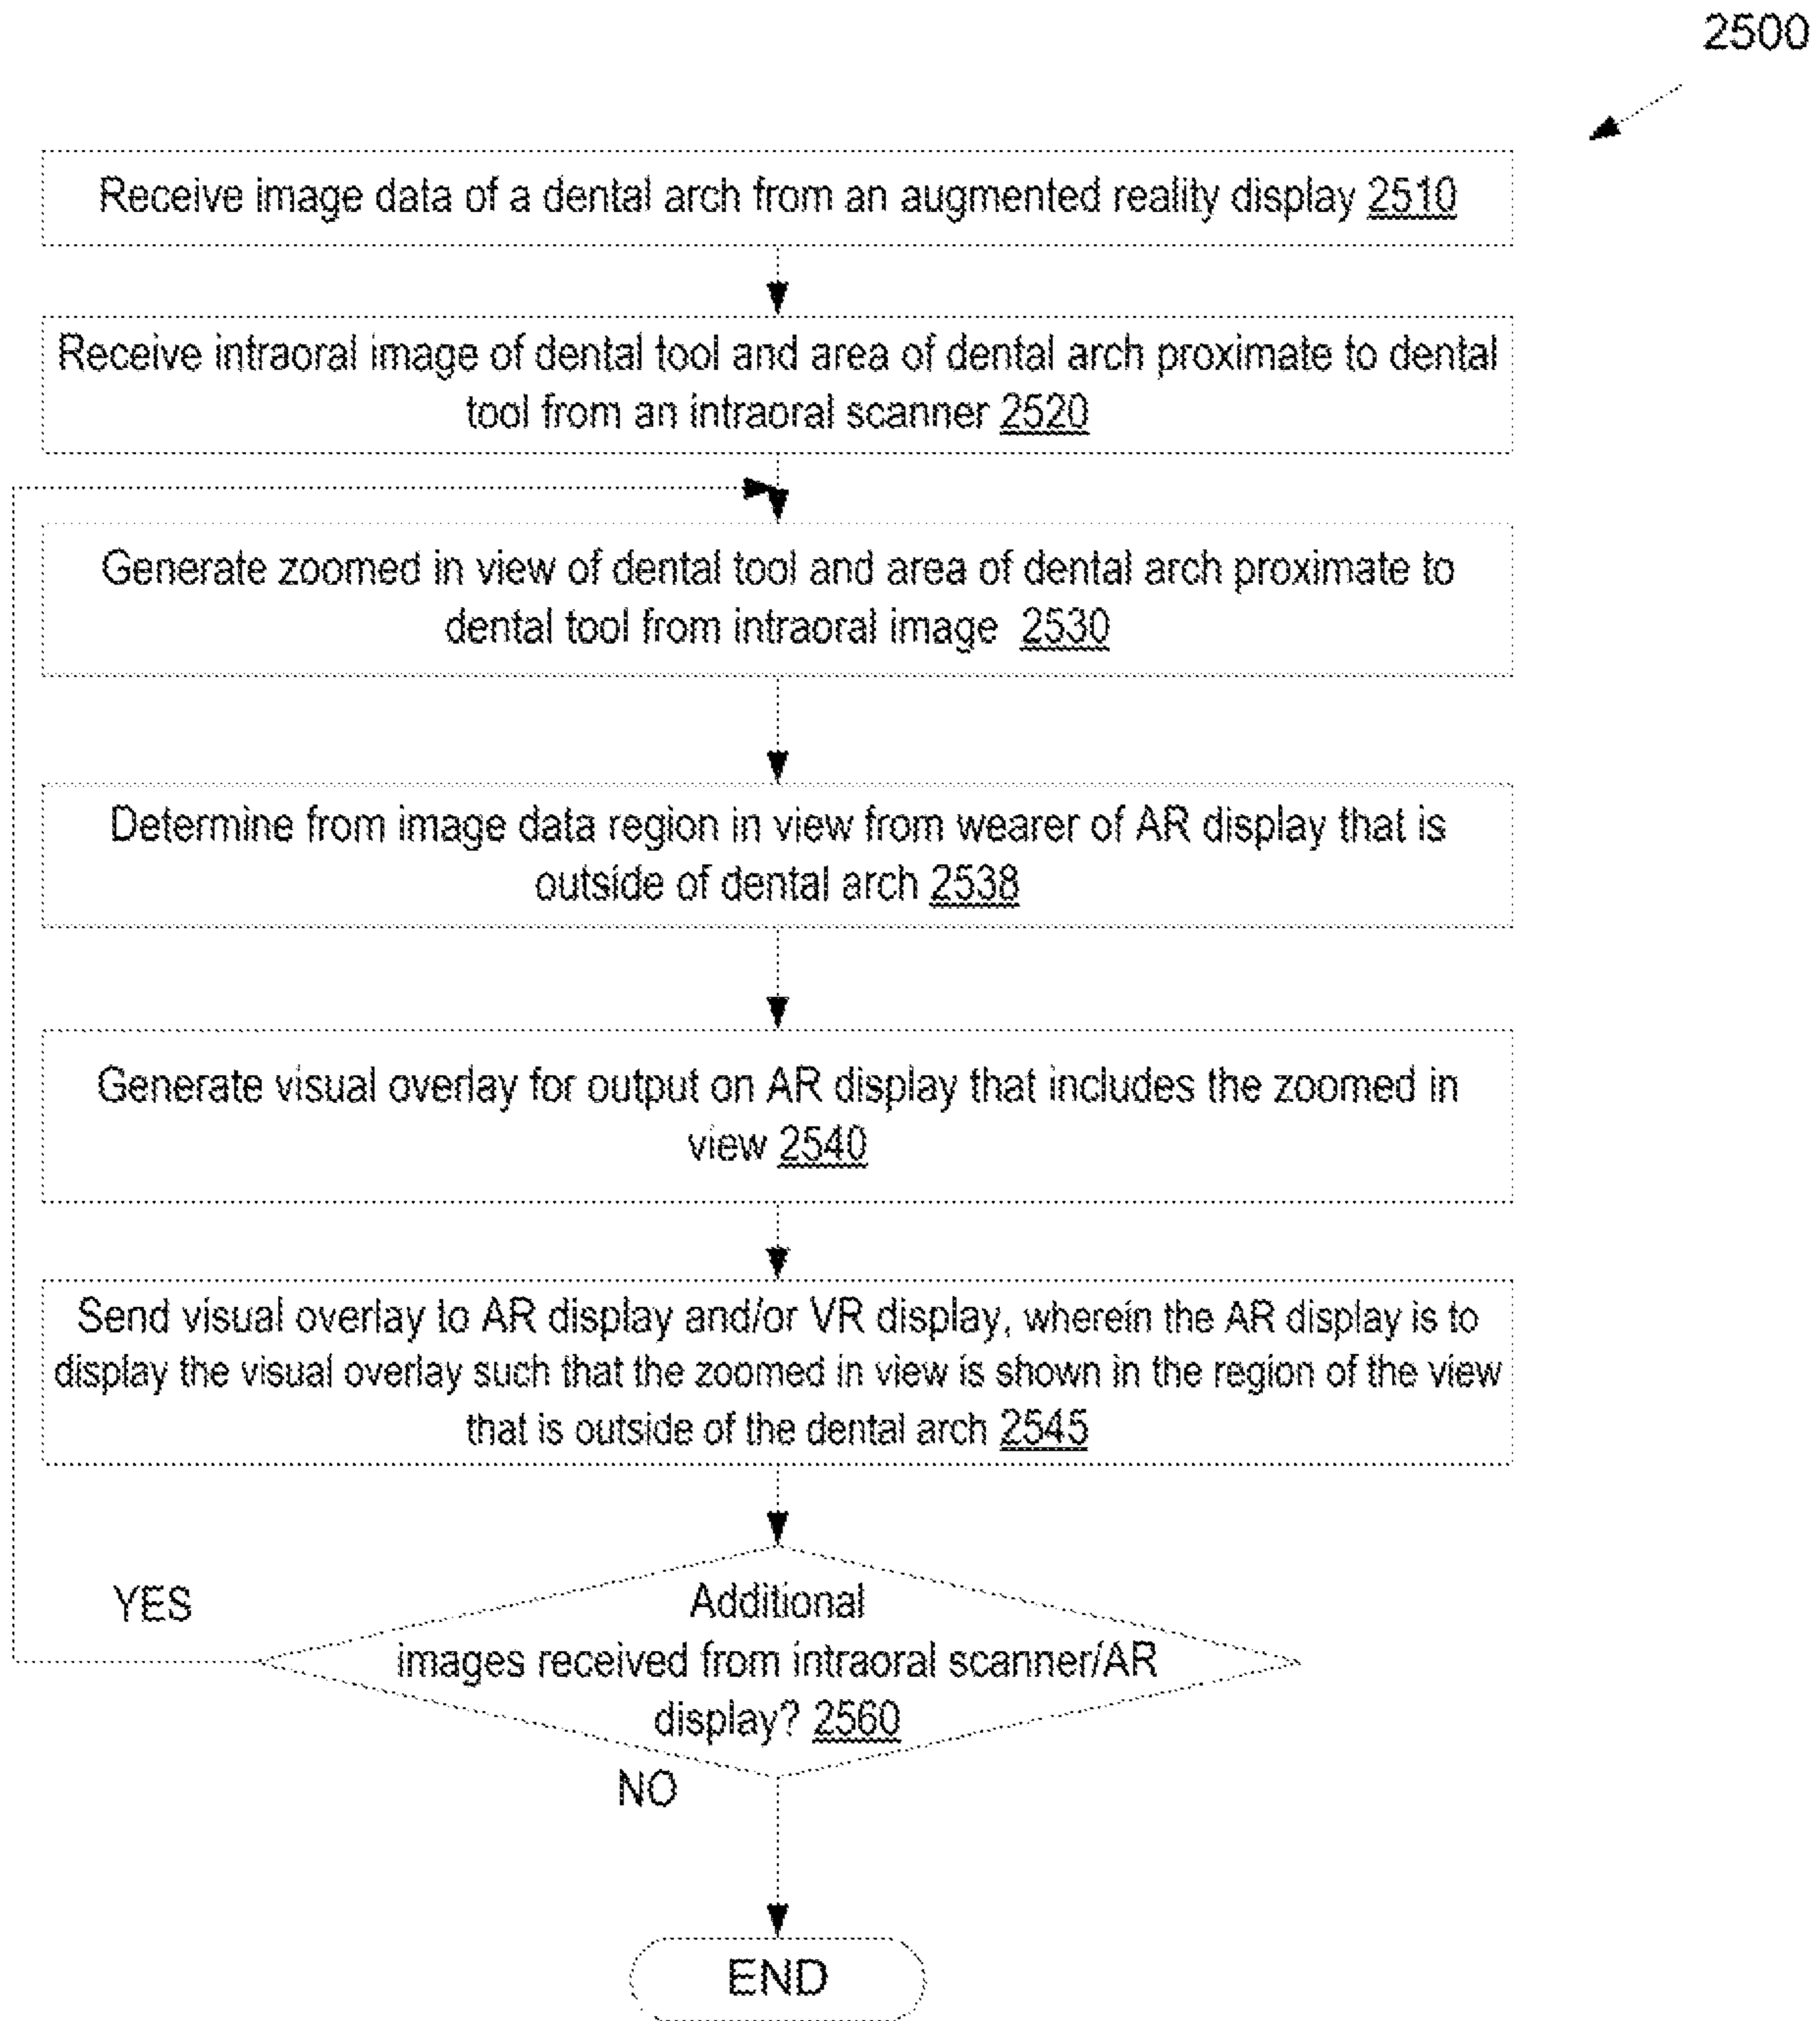 2500
Receive image data of a dental arch from an augmented reality display 2510
Receive intraoral image of dental tool and area of dental arch proximate to dental
tool from an intraoral scanner 2520
Generate zoomed in view of dental tool and area of dental arch proximate to
dental tool from intraoral image 2530
Determine from image data region in view from wearer of AR display that is
outside of dental arch 2538
Generate visual overlay for output on AR display that includes the zoomed in
view 2540
Send visual overlay to AR display and/or VR display, wherein the AR display is to
display the visual overlay such that the zoomed in view is shown in the region of the view
that is outside of the dental arch 2545
YES
Additional
images received from intraoral scanner/AR
display? 2560
NO
END